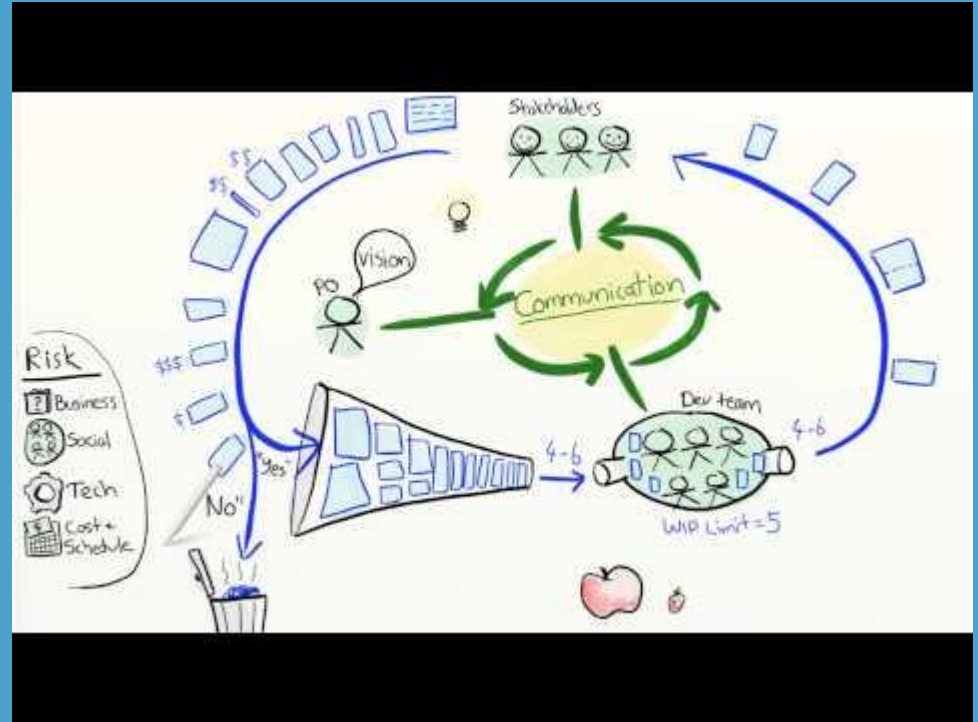 Stakeholders
$$
$$
Vision
PO
Communication
$$$
$
Risk
? Business
Social
Tech
$ Cost +
Schedule
"Yes"
No"
4-6
Dev team
4-6
WIP Limit = 5